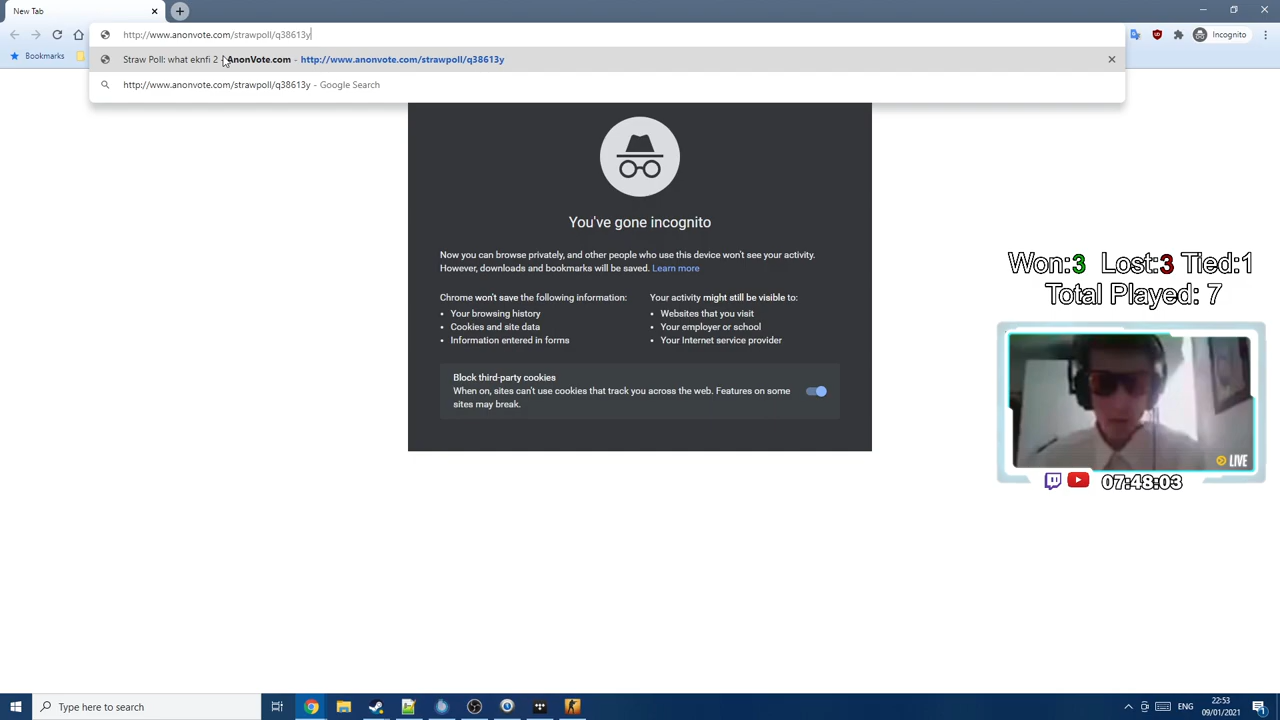 New Tab
http://www.anonvote.com/strawpoll/q38613y
Incognito
Bookmarks
Straw Poll: what eknfi 2 | AnonVote.com - http://www.anonvote.com/strawpoll/q38613y
http://www.anonvote.com/strawpoll/q38613y - Google Search
You've gone incognito
Now you can browse privately, and other people who use this device won't see your activity.
However, downloads and bookmarks will be saved. Learn more
Chrome won't save the following information:
• Your browsing history
• Cookies and site data
• Information entered in forms
Your activity might still be visible to:
• Websites that you visit
• Your employer or school
• Your Internet service provider
Block third-party cookies
When on, sites can't use cookies that track you across the web. Features on some
sites may break.
Won:3 Lost:3 Tied:1
Total Played: 7
LIVE
07:48:03
Type here to search
ENG
22:53
09/01/2021